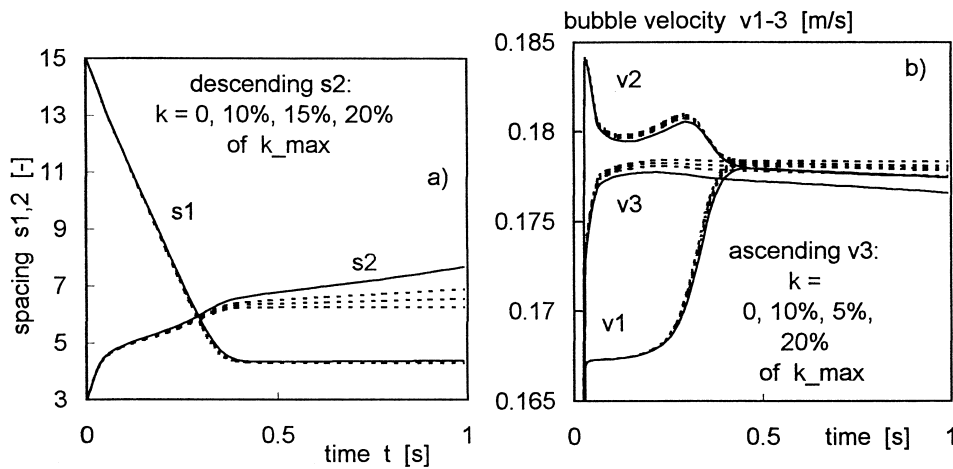 bubble velocity v1-3 [m/s]
spacing s1,2 [-]
15
13
11
9
7
5
3
descending s2:
k = 0, 10%, 15%, 20%
of k_max
a)
s1
s2
0
0.5
1
time t [s]
0.185
0.18
0.175
0.17
0.165
b)
v2
v3
v1
ascending v3:
k =
0, 10%, 5%,
20%
of k_max
0
0.5
1
time [s]